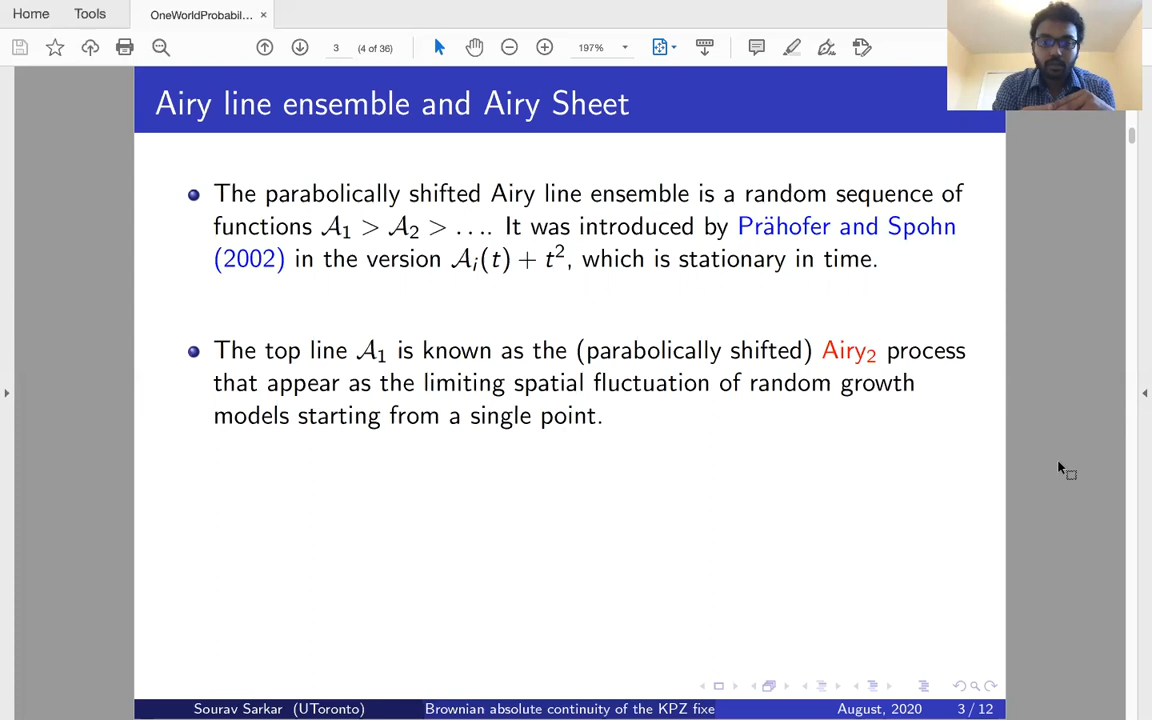 Home Tools OneWorldProbabil... ×
3 (4 of 36) 197%
Airy line ensemble and Airy Sheet
The parabolically shifted Airy line ensemble is a random sequence of
functions 𝒜₁ > 𝒜₂ > …. It was introduced by Prähofer and Spohn
(2002) in the version 𝒜ᵢ(t) + t², which is stationary in time.
The top line 𝒜₁ is known as the (parabolically shifted) Airy₂ process
that appear as the limiting spatial fluctuation of random growth
models starting from a single point.
Sourav Sarkar (UToronto) Brownian absolute continuity of the KPZ fixe August, 2020 3 / 12